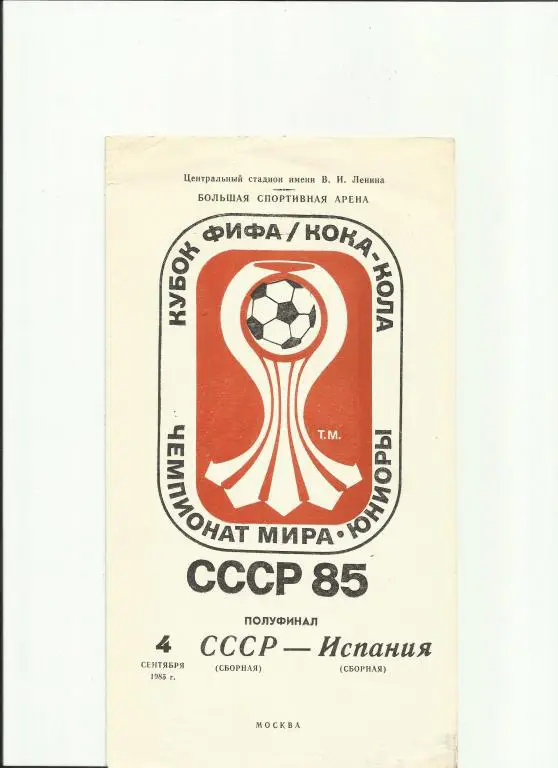 Центральный стадион имени В. И. Ленина
БОЛЬШАЯ СПОРТИВНАЯ АРЕНА
КУБОК ФИФА / КОКА-КОЛА
Т.М.
ЧЕМПИОНАТ МИРА · ЮНИОРЫ
СССР 85
ПОЛУФИНАЛ
4 СССР — Испания
СЕНТЯБРЯ (СБОРНАЯ) (СБОРНАЯ)
1985 г.
МОСКВА